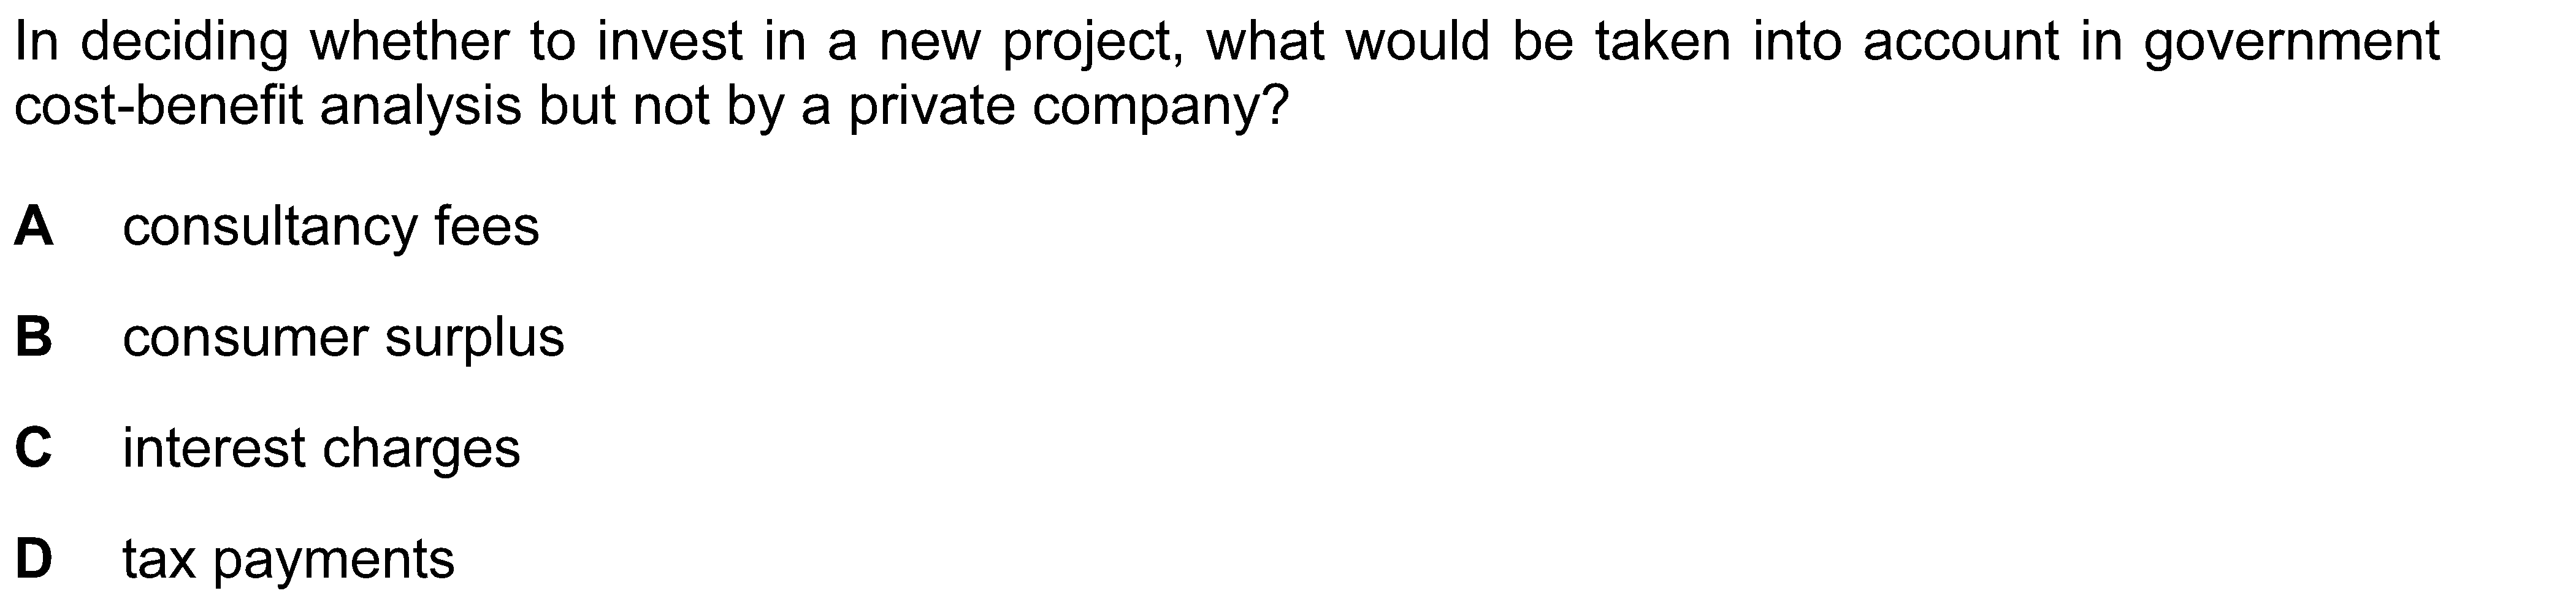 In deciding whether to invest in a new project, what would be taken into account in government
cost-benefit analysis but not by a private company?
A consultancy fees
B consumer surplus
C interest charges
D tax payments